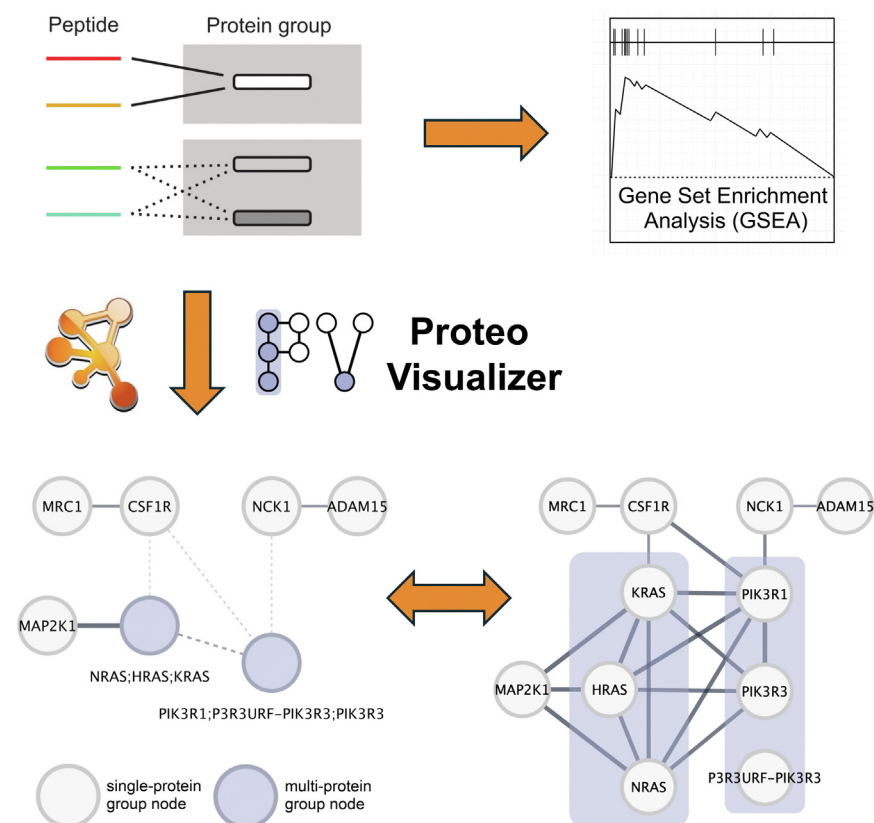 Peptide
Protein group
Gene Set Enrichment
Analysis (GSEA)
Proteo
Visualizer
MRC1
CSF1R
NCK1
ADAM15
MAP2K1
NRAS;HRAS;KRAS
PIK3R1;P3R3URF-PIK3R3;PIK3R3
single-protein
group node
multi-protein
group node
MRC1
CSF1R
NCK1
ADAM15
KRAS
PIK3R1
MAP2K1
HRAS
PIK3R3
NRAS
P3R3URF-PIK3R3